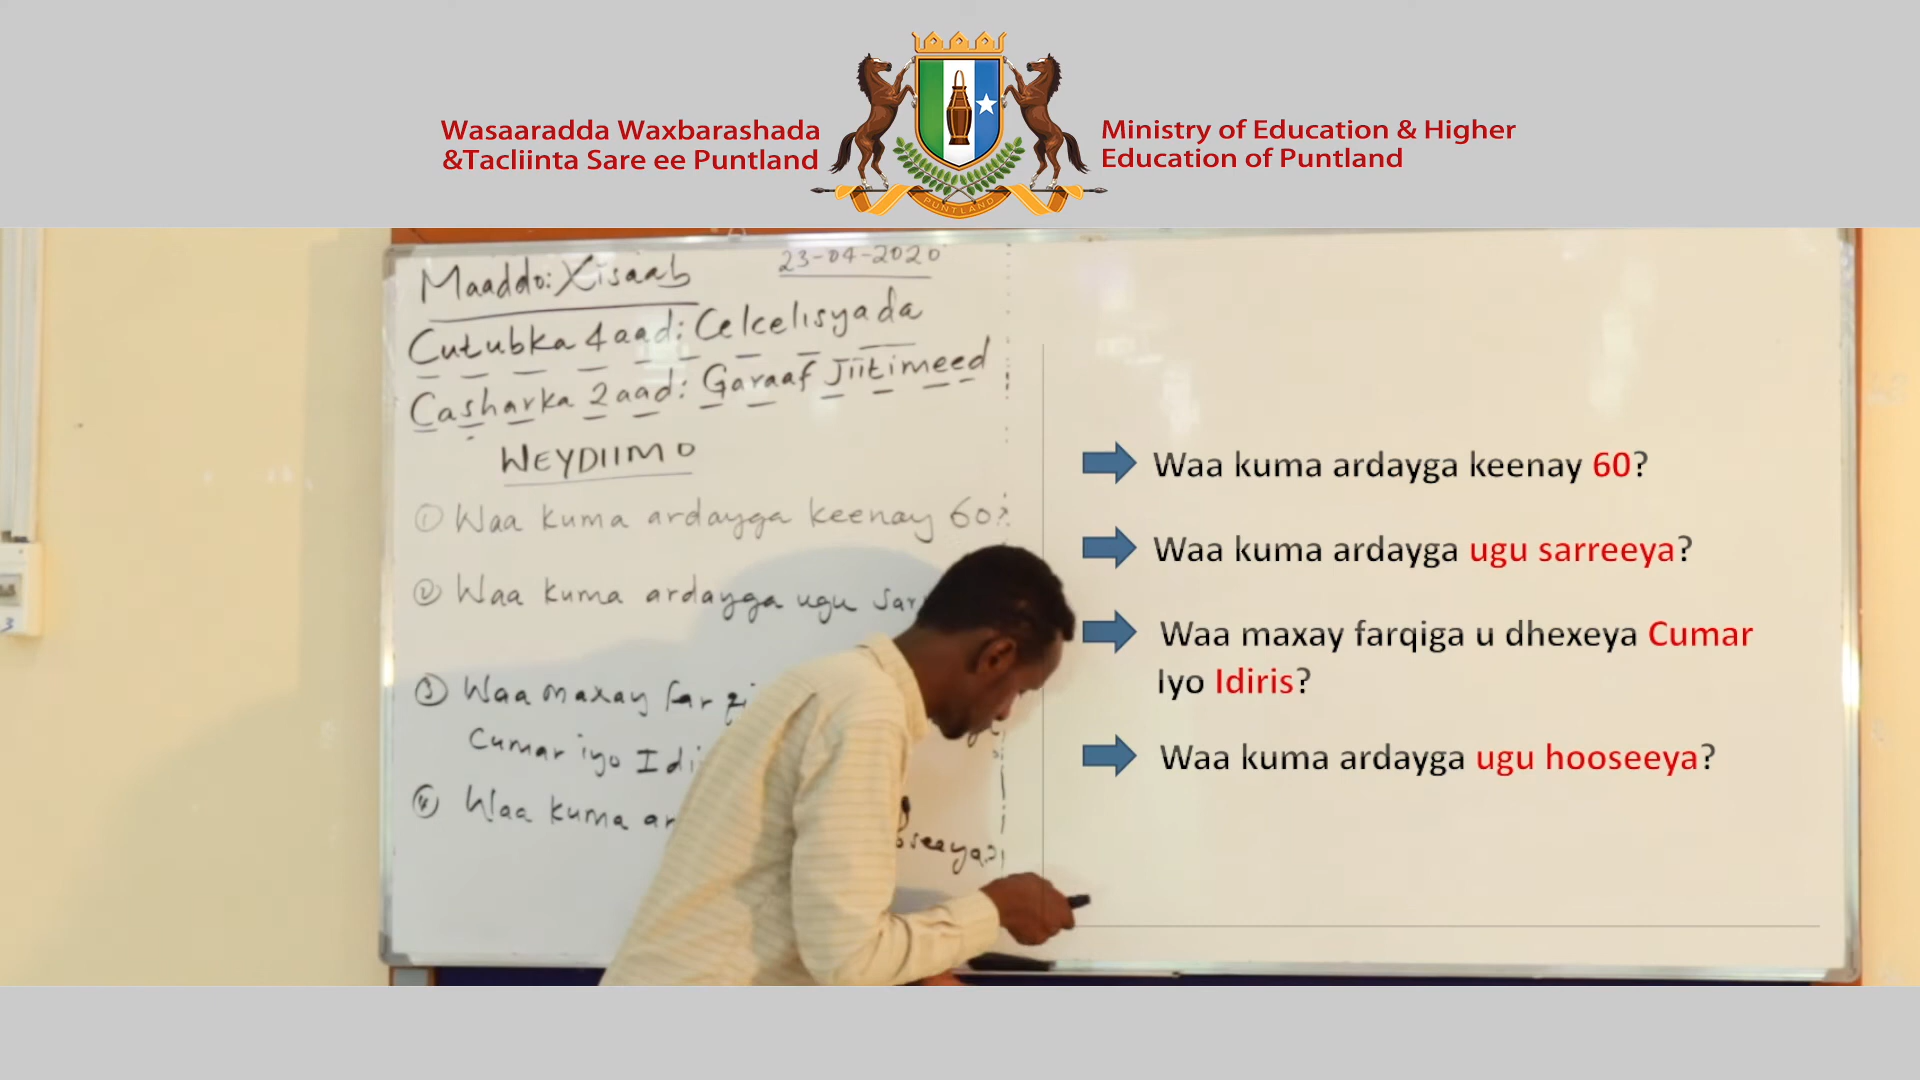 Wasaaradda Waxbarashada
&Tacliinta Sare ee Puntland
Ministry of Education & Higher
Education of Puntland
PUNTLAND
Maaddo: Xisaab
23-04-2020
Cutubka 4aad: Celcelisyada
Casharka 2aad: Garaaf Jiitimeed
WEYDIIMO
① Waa kuma ardayga keenay 60?
② Waa kuma ardayga ugu sar
③ Waa maxay farqi
Cumar iyo Idi
④ Waa kuma ar
oseeya?
Waa kuma ardayga keenay 60?
Waa kuma ardayga ugu sarreeya?
Waa maxay farqiga u dhexeya Cumar
Iyo Idiris?
Waa kuma ardayga ugu hooseeya?
3